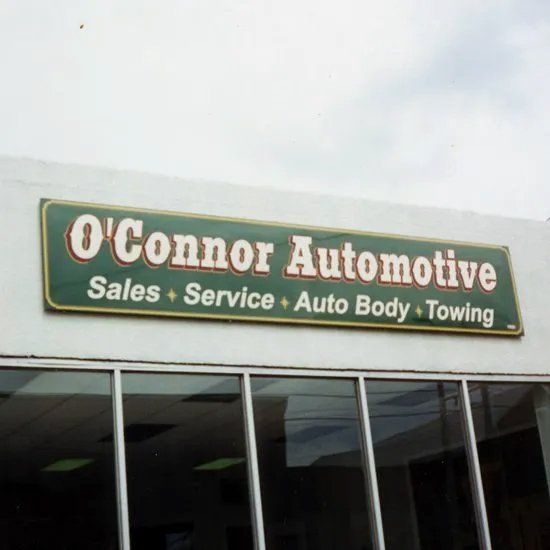 O'Connor Automotive
Sales Service Auto Body Towing